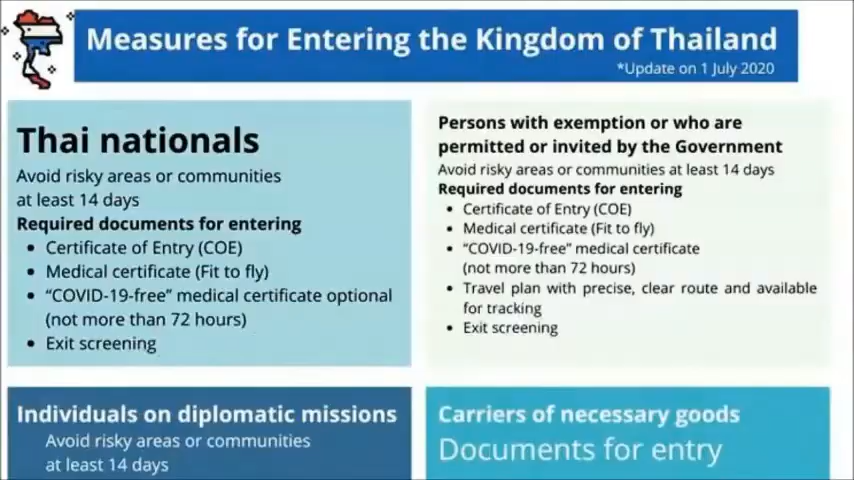 Measures for Entering the Kingdom of Thailand
*Update on 1 July 2020
Thai nationals
Avoid risky areas or communities
at least 14 days
Required documents for entering
• Certificate of Entry (COE)
• Medical certificate (Fit to fly)
• “COVID-19-free” medical certificate optional
(not more than 72 hours)
• Exit screening
Persons with exemption or who are
permitted or invited by the Government
Avoid risky areas or communities at least 14 days
Required documents for entering
• Certificate of Entry (COE)
• Medical certificate (Fit to fly)
• “COVID-19-free” medical certificate
(not more than 72 hours)
• Travel plan with precise, clear route and available
for tracking
• Exit screening
Individuals on diplomatic missions
Avoid risky areas or communities
at least 14 days
Carriers of necessary goods
Documents for entry